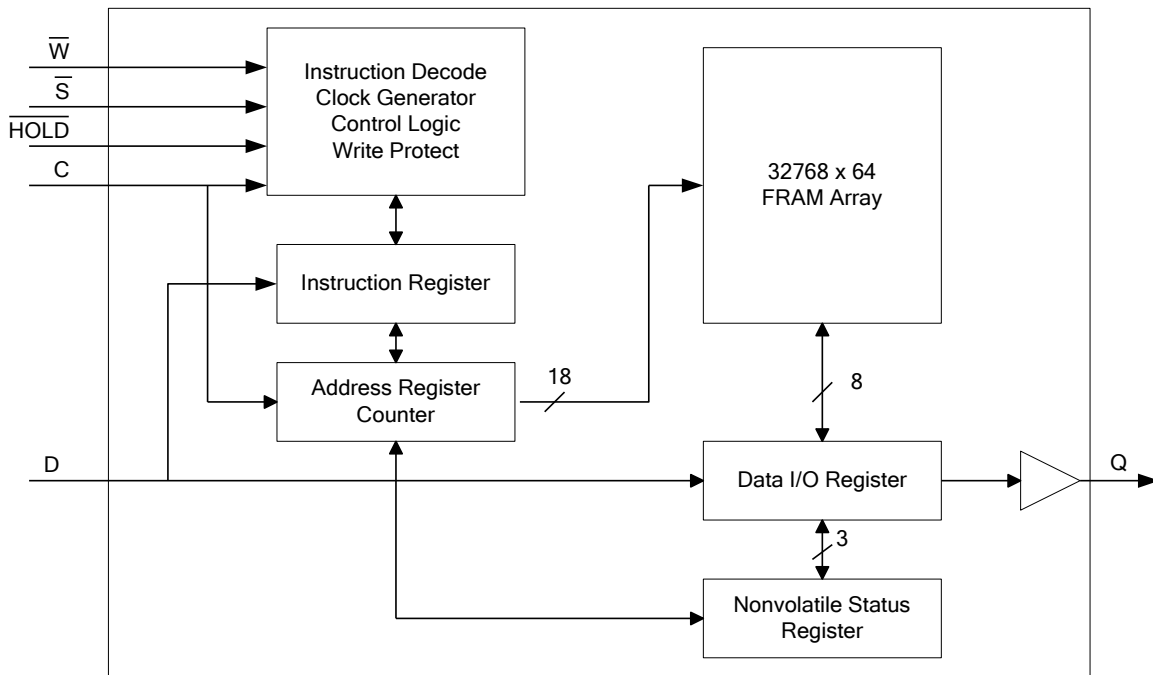 W̅
S̅
H̅O̅L̅D̅
C
Instruction Decode
Clock Generator
Control Logic
Write Protect
32768 x 64
FRAM Array
Instruction Register
Address Register
Counter
18
8
D
Data I/O Register
Q
3
Nonvolatile Status
Register